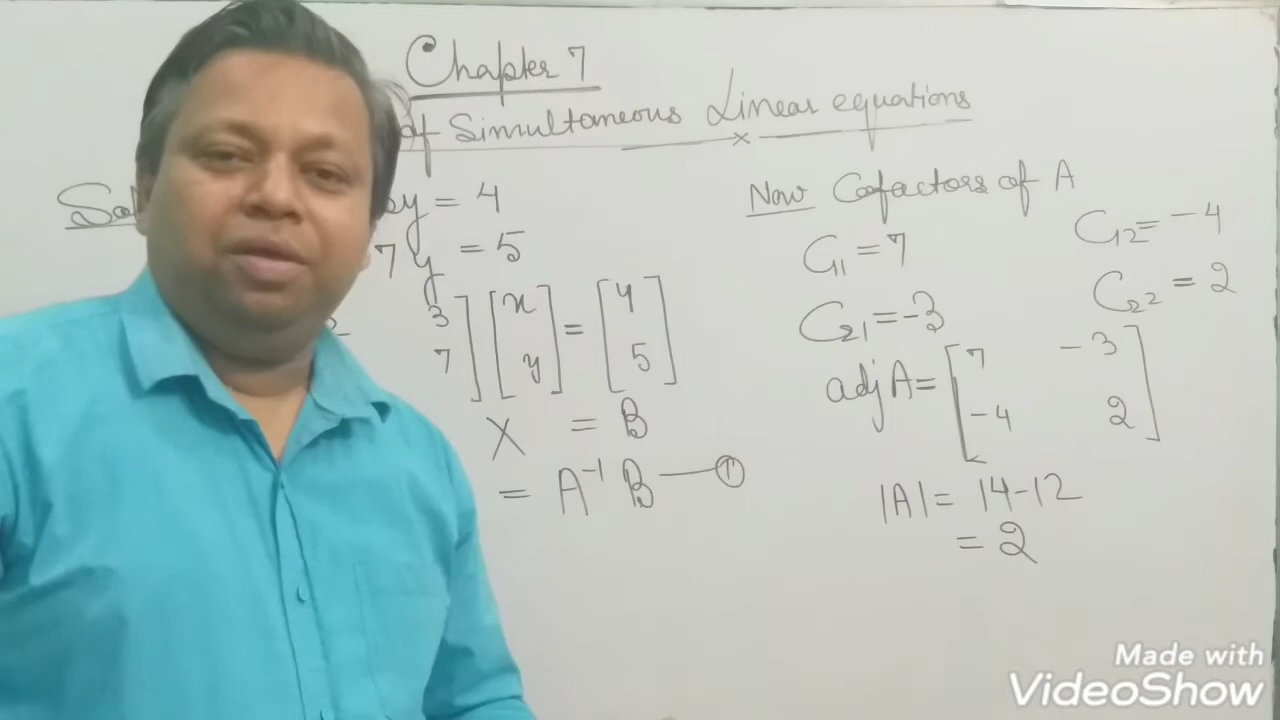 Chapter 7
of Simultaneous Linear equations
Sol
y = 4
7y = 5
3
7 ] [ x
y ] = [ 4
5 ]
X = B
= A⁻¹ B —— ①
Now Cofactors of A
C₁₁ = 7 C₁₂ = -4
C₂₁ = -3 C₂₂ = 2
adj A = [ 7 -3
-4 2 ]
|A| = 14-12
= 2
Made with
VideoShow